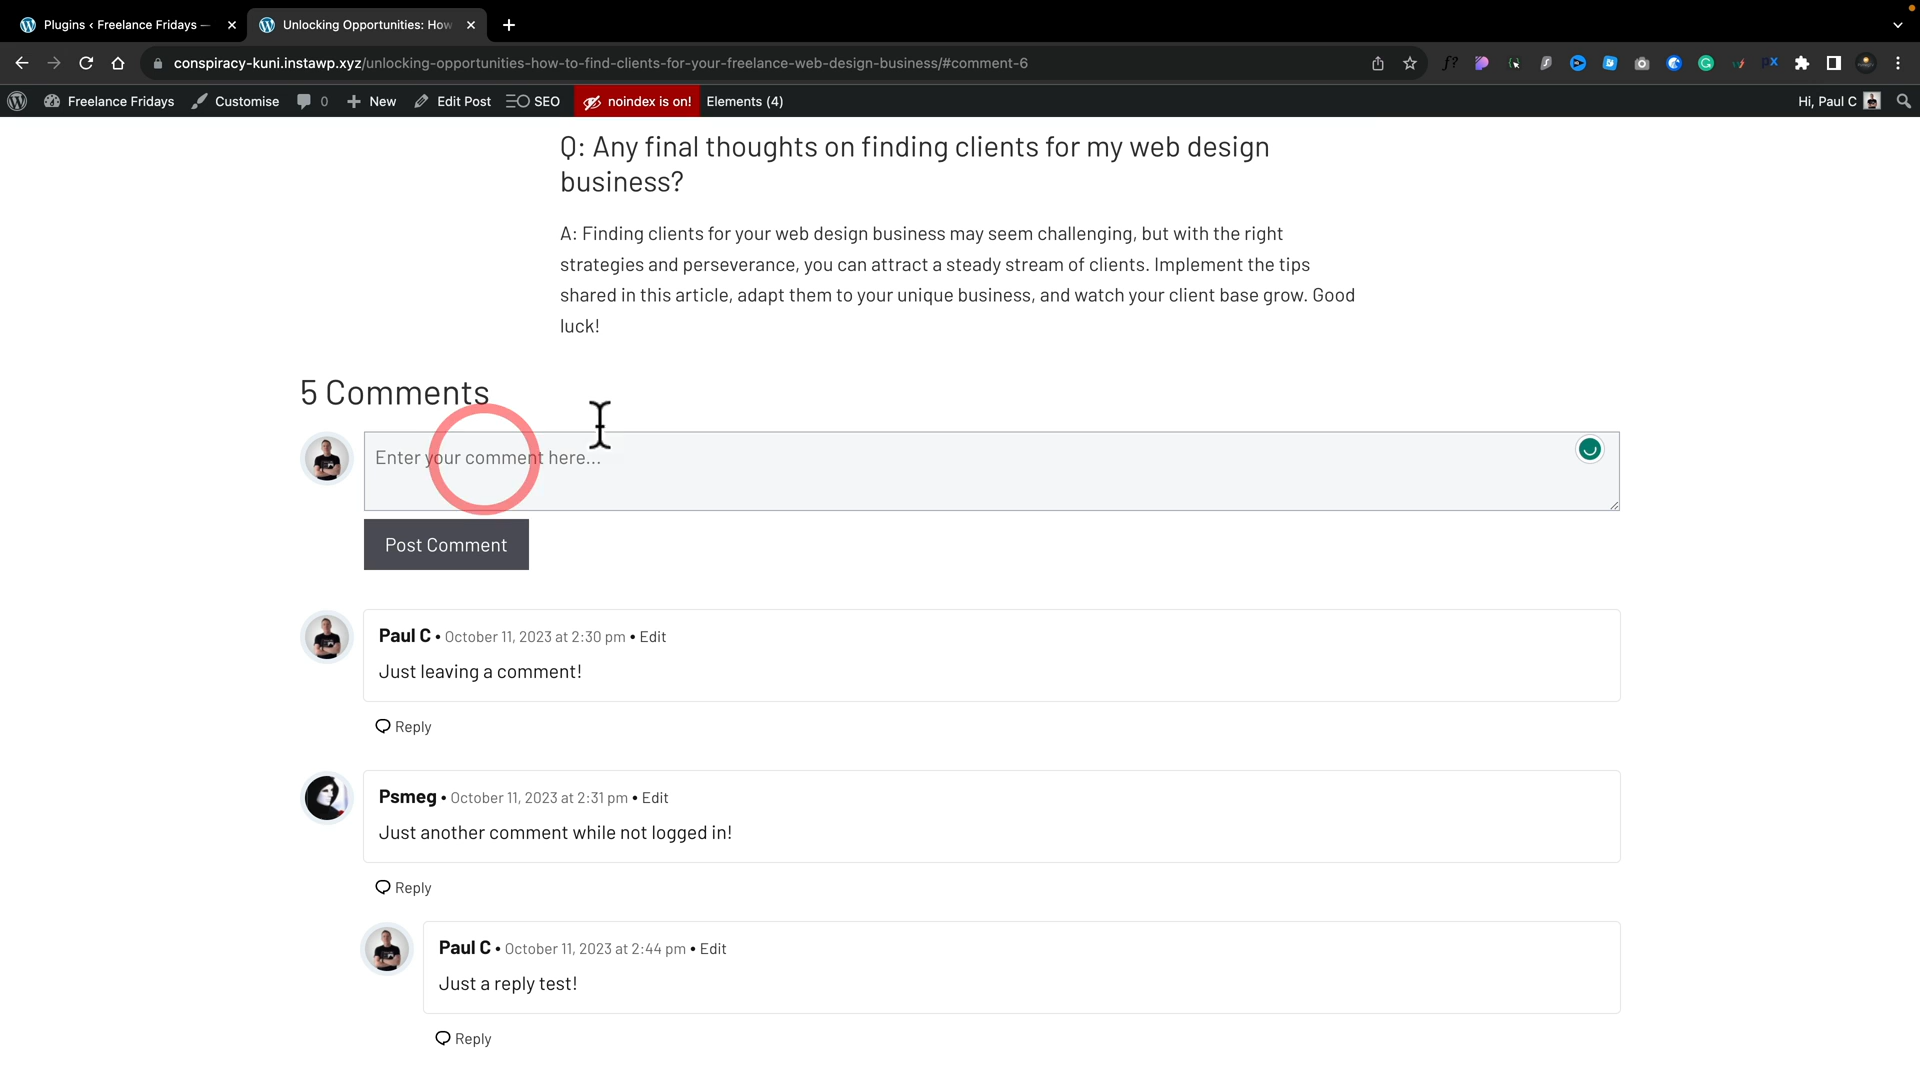 Plugins ‹ Freelance Fridays —
Unlocking Opportunities: How
conspiracy-kuni.instawp.xyz/unlocking-opportunities-how-to-find-clients-for-your-freelance-web-design-business/#comment-6
Freelance Fridays
Customise
0
New
Edit Post
SEO
noindex is on!
Elements (4)
Hi, Paul C
Q: Any final thoughts on finding clients for my web design
business?
A: Finding clients for your web design business may seem challenging, but with the right
strategies and perseverance, you can attract a steady stream of clients. Implement the tips
shared in this article, adapt them to your unique business, and watch your client base grow. Good
luck!
5 Comments
Enter your comment here...
Post Comment
Paul C • October 11, 2023 at 2:30 pm • Edit
Just leaving a comment!
Reply
Psmeg • October 11, 2023 at 2:31 pm • Edit
Just another comment while not logged in!
Reply
Paul C • October 11, 2023 at 2:44 pm • Edit
Just a reply test!
Reply